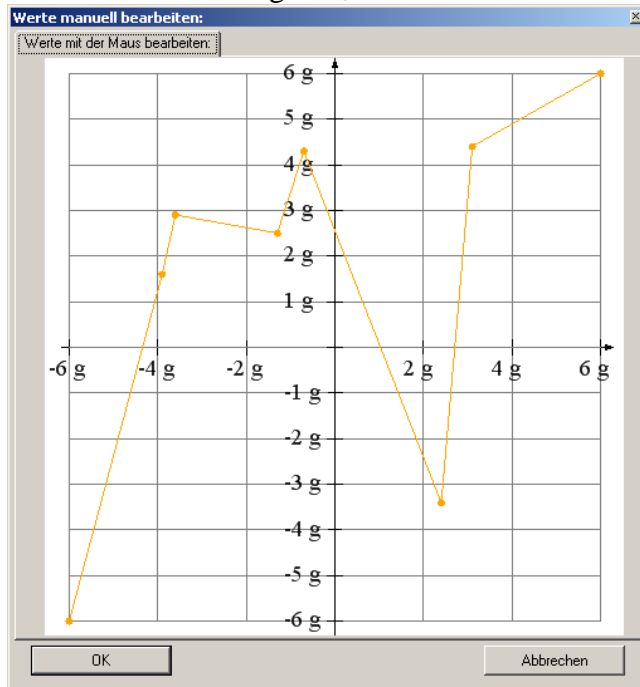 Werte manuell bearbeiten:
Werte mit der Maus bearbeiten:
6 g
5 g
4 g
3 g
2 g
1 g
-6 g -4 g -2 g 2 g 4 g 6 g
-1 g
-2 g
-3 g
-4 g
-5 g
-6 g
OK Abbrechen